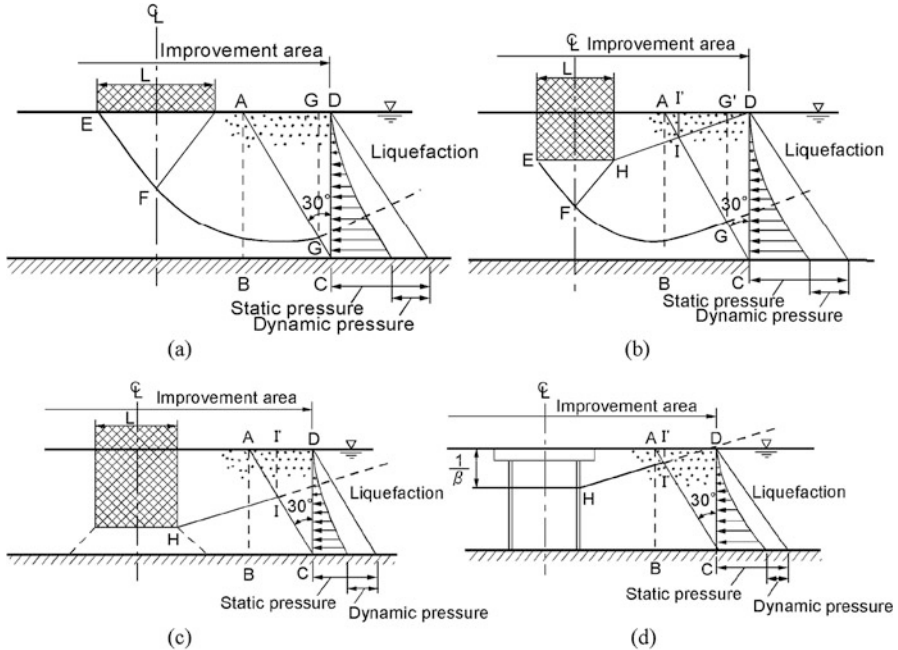 ℄
Improvement area
L
A G D
E
Liquefaction
F
30°
G
B C
Static pressure
Dynamic pressure
(a)
℄ Improvement area
L
A I' G' D
E
H
I
Liquefaction
F
30°
G
B C
Static pressure
Dynamic pressure
(b)
℄
Improvement area
L
A I' D
I
30°
Liquefaction
H
B C
Static pressure
Dynamic pressure
(c)
℄
Improvement area
A I' D
1/β
H
I
30°
Liquefaction
B C
Static pressure
Dynamic pressure
(d)